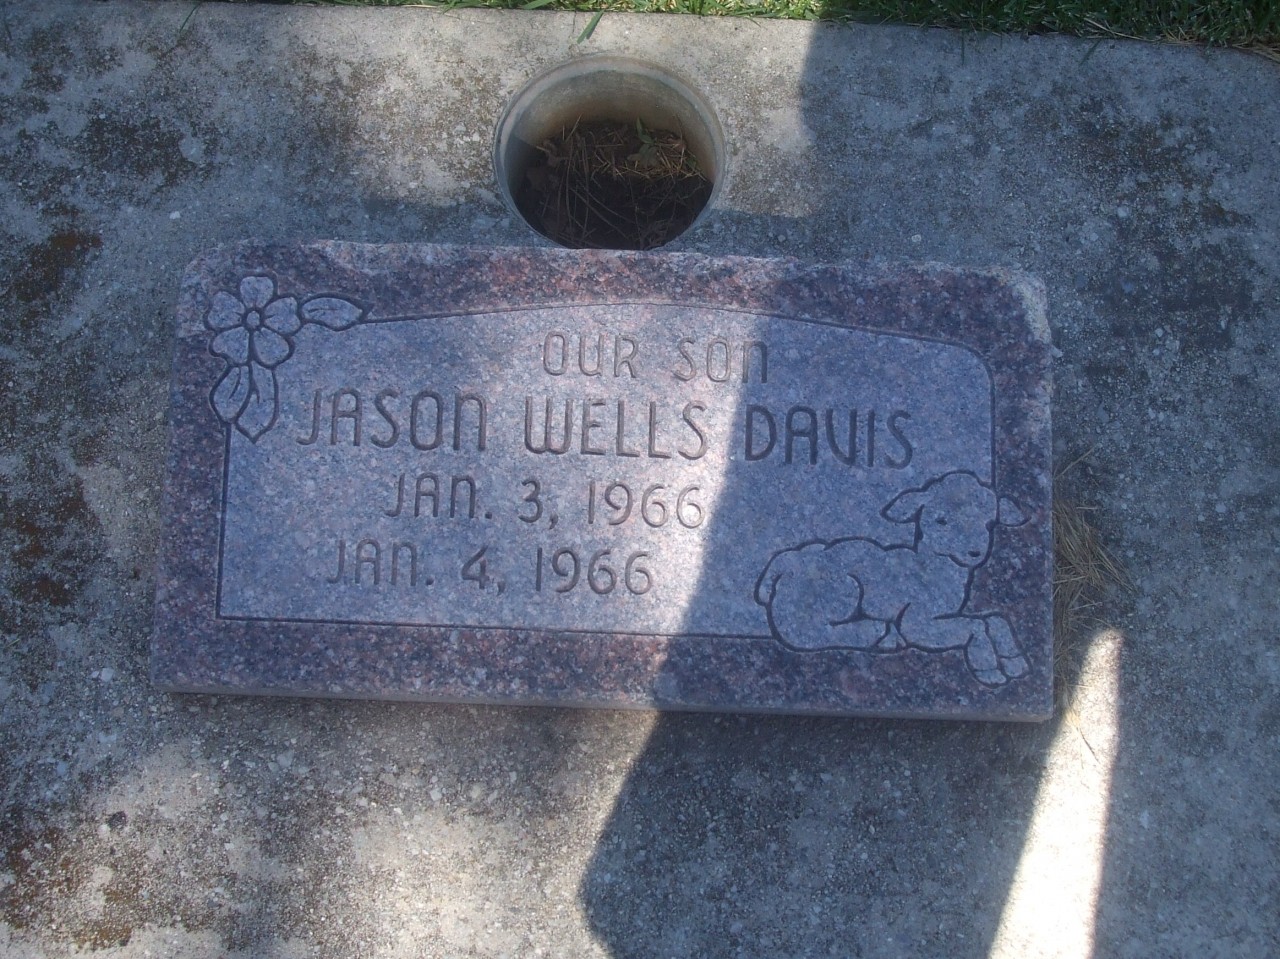 OUR SON
JASON WELLS DAVIS
JAN. 3, 1966
JAN. 4, 1966